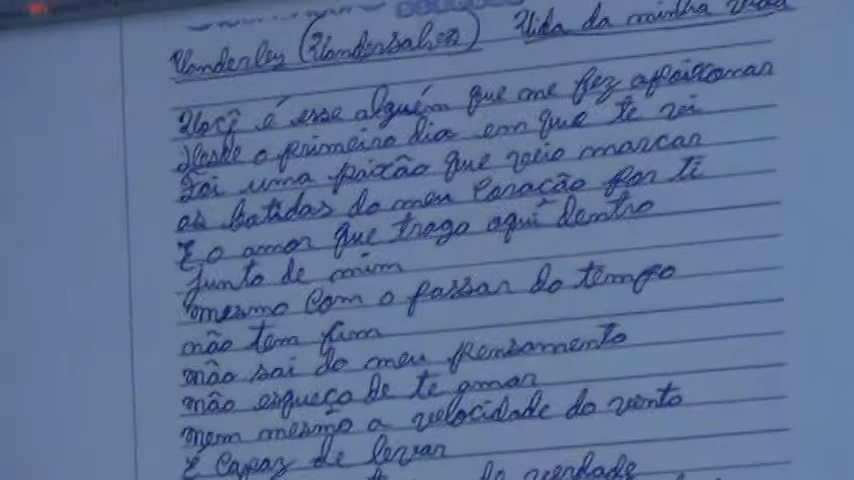 Vanderley (Vandersales) Vida da minha vida
Você é esse alguém que me fez apaixonar
Desde o primeiro dia em que te vi
Foi uma paixão que veio marcar
as batidas do meu coração por ti
E o amor que trago aqui dentro
junto de mim
mesmo com o passar do tempo
não tem fim
não sai do meu pensamento
não esqueço de te amar
nem mesmo a velocidade do vento
É capaz de levar
de verdade